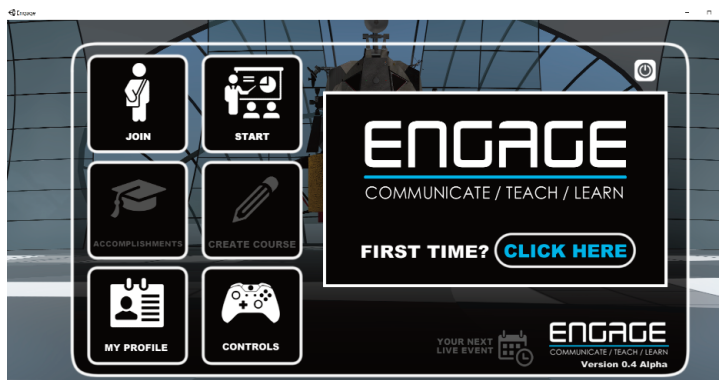 Engage
JOIN
START
ENGAGE
COMMUNICATE / TEACH / LEARN
ACCOMPLISHMENTS
CREATE COURSE
FIRST TIME? CLICK HERE
MY PROFILE
CONTROLS
YOUR NEXT
LIVE EVENT
ENGAGE
COMMUNICATE / TEACH / LEARN
Version 0.4 Alpha